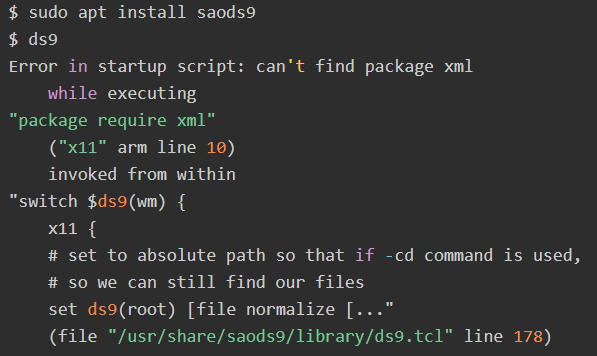 $ sudo apt install saods9
$ ds9
Error in startup script: can't find package xml
    while executing
"package require xml"
    ("x11" arm line 10)
    invoked from within
"switch $ds9(wm) {
    x11 {
    # set to absolute path so that if -cd command is used,
    # so we can still find our files
    set ds9(root) [file normalize [..."
    (file "/usr/share/saods9/library/ds9.tcl" line 178)